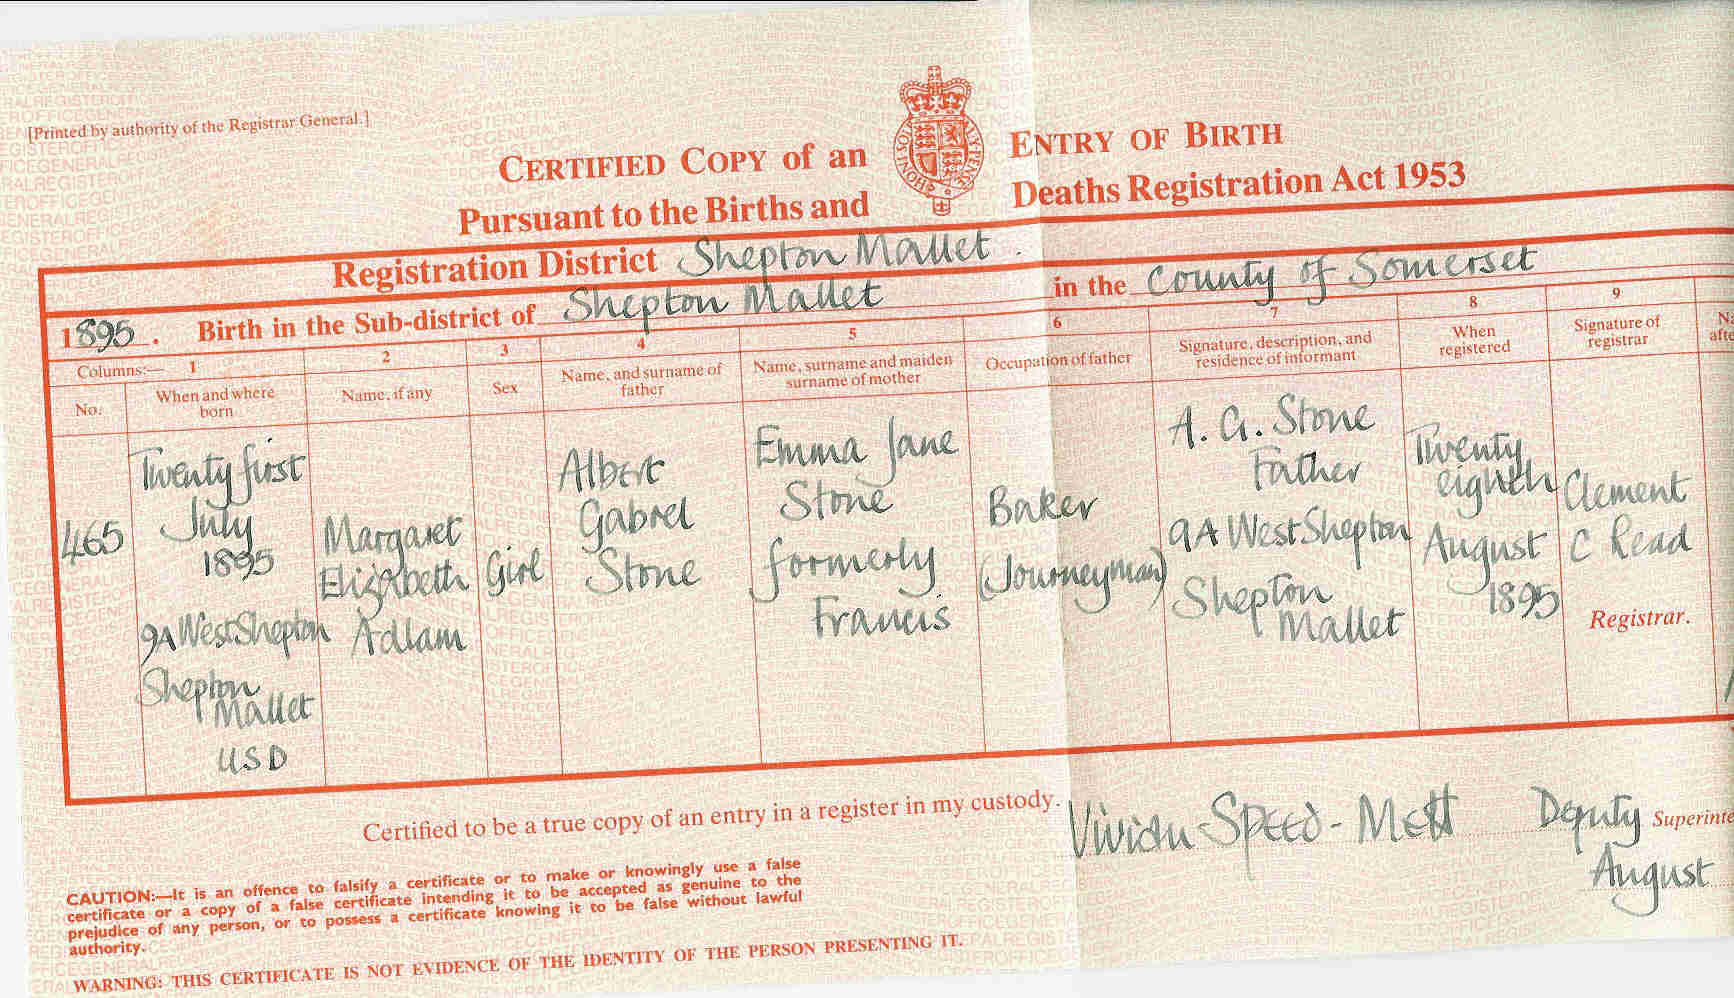 [Printed by authority of the Registrar General.]
CERTIFIED COPY of an ENTRY OF BIRTH
Pursuant to the Births and Deaths Registration Act 1953
HONI SOIT
Registration District Shepton Mallet.
1895. Birth in the Sub-district of Shepton Mallet in the County of Somerset
Columns:— 1 2 3 4 5 6 7 8 9
No.
When and where
born
Name, if any
Sex
Name, and surname of
father
Name, surname and maiden
surname of mother
Occupation of father
Signature, description, and
residence of informant
When
registered
Signature of
registrar
465
Twenty first
July
1895
9A West Shepton
Shepton
Mallet
USD
Margaret
Elizabeth
Adlam
Girl
Albert
Gabrel
Stone
Emma Jane
Stone
formerly
Francis
Baker
(Journeyman)
A. G. Stone
Father
9A West Shepton
Shepton
Mallet
Twenty
eighth
August
1895
Clement
C Read
Registrar.
Certified to be a true copy of an entry in a register in my custody.
Deputy Superinte
August
CAUTION:—It is an offence to falsify a certificate or to make or knowingly use a false
certificate or a copy of a false certificate intending it to be accepted as genuine to the
prejudice of any person, or to possess a certificate knowing it to be false without lawful
authority.
WARNING: THIS CERTIFICATE IS NOT EVIDENCE OF THE IDENTITY OF THE PERSON PRESENTING IT.